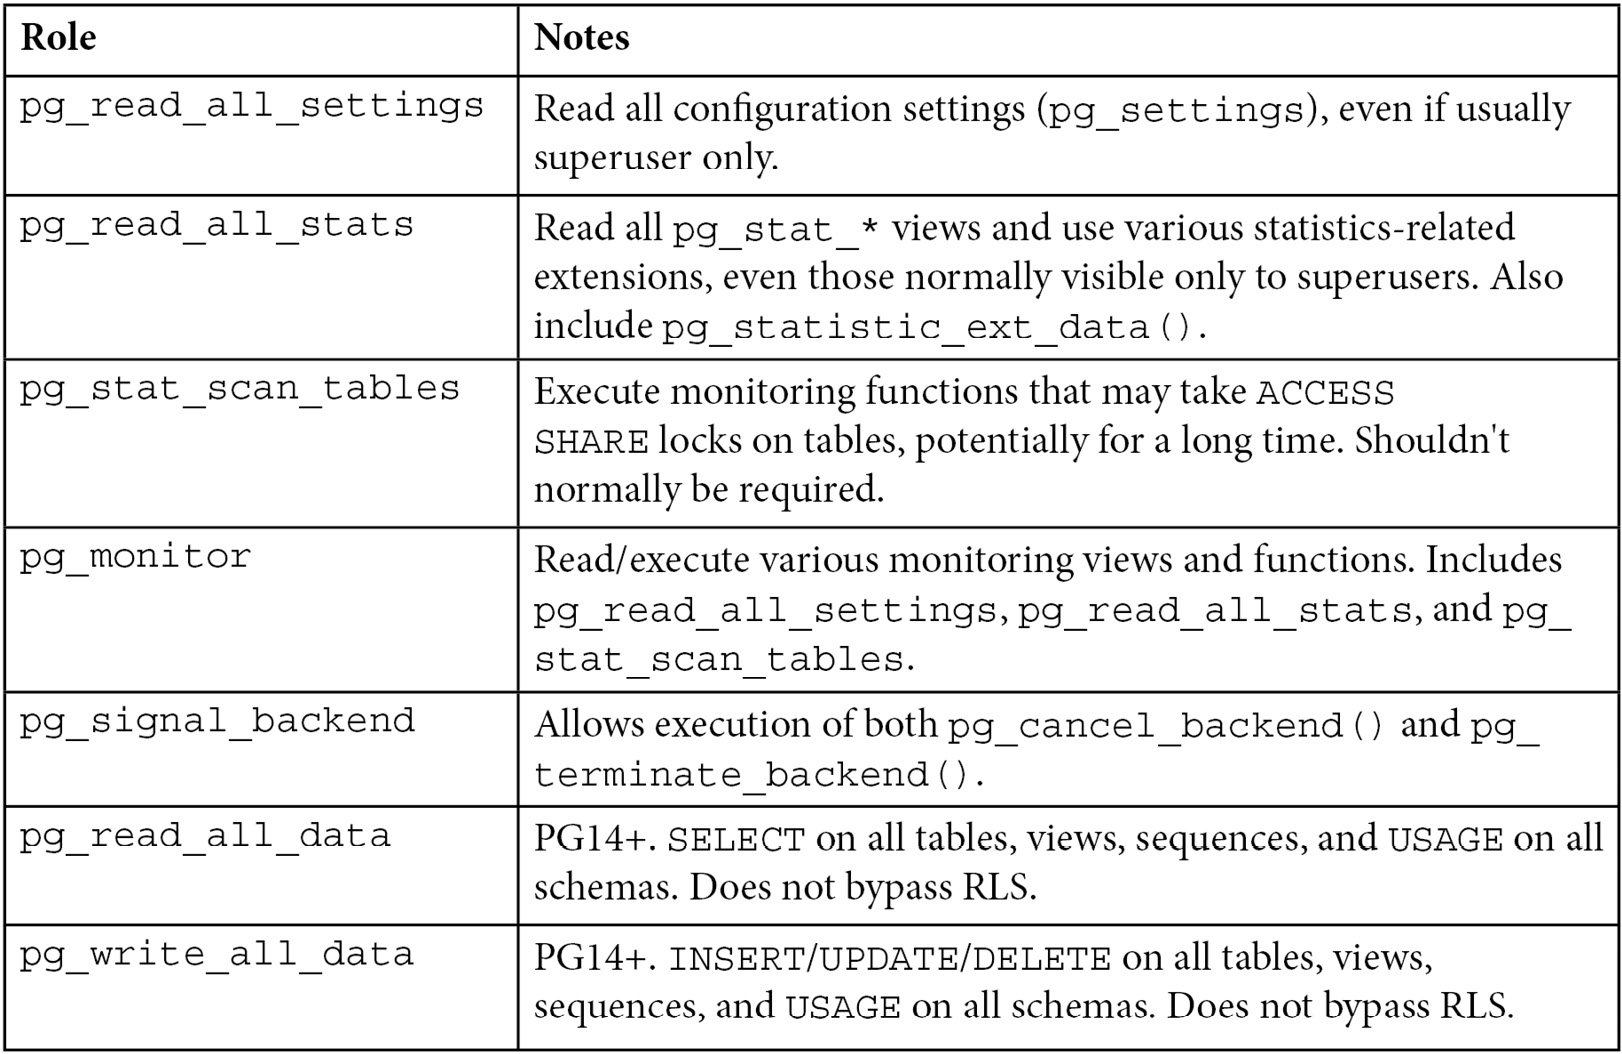 Role Notes
pg_read_all_settings Read all configuration settings (pg_settings), even if usually
superuser only.
pg_read_all_stats Read all pg_stat_* views and use various statistics-related
extensions, even those normally visible only to superusers. Also
include pg_statistic_ext_data().
pg_stat_scan_tables Execute monitoring functions that may take ACCESS
SHARE locks on tables, potentially for a long time. Shouldn't
normally be required.
pg_monitor Read/execute various monitoring views and functions. Includes
pg_read_all_settings, pg_read_all_stats, and pg_
stat_scan_tables.
pg_signal_backend Allows execution of both pg_cancel_backend() and pg_
terminate_backend().
pg_read_all_data PG14+. SELECT on all tables, views, sequences, and USAGE on all
schemas. Does not bypass RLS.
pg_write_all_data PG14+. INSERT/UPDATE/DELETE on all tables, views,
sequences, and USAGE on all schemas. Does not bypass RLS.